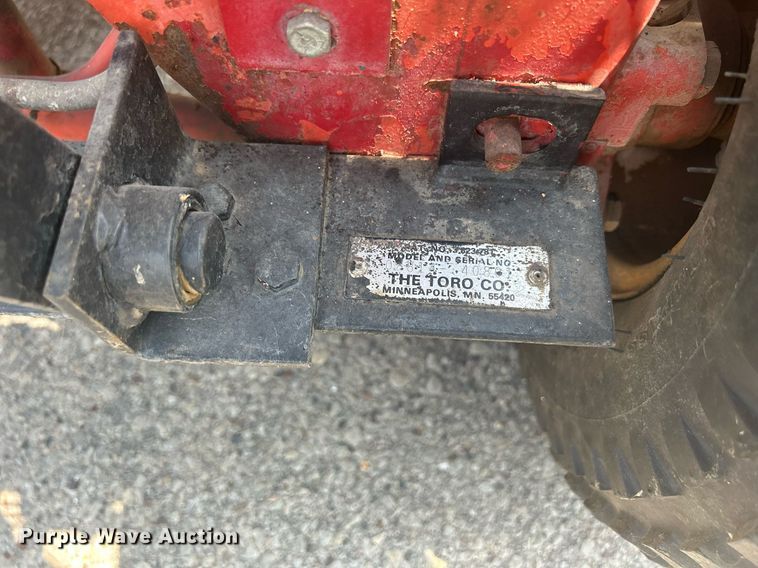 MODEL AND SERIAL NO.
THE TORO CO.
MINNEAPOLIS, MN. 55420
Purple Wave Auction